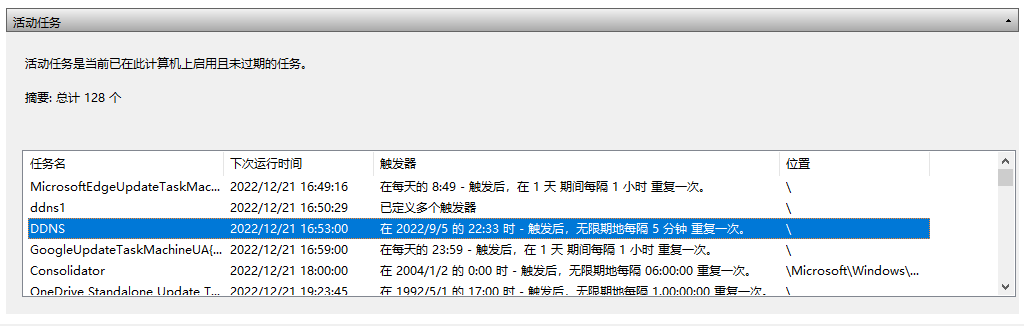 活动任务
活动任务是当前已在此计算机上启用且未过期的任务。
摘要: 总计 128 个
任务名 下次运行时间 触发器 位置
MicrosoftEdgeUpdateTaskMac... 2022/12/21 16:49:16 在每天的 8:49 - 触发后，在 1 天 期间每隔 1 小时 重复一次。 \
ddns1 2022/12/21 16:50:29 已定义多个触发器 \
DDNS 2022/12/21 16:53:00 在 2022/9/5 的 22:33 时 - 触发后，无限期地每隔 5 分钟 重复一次。 \
GoogleUpdateTaskMachineUA{... 2022/12/21 16:59:00 在每天的 23:59 - 触发后，在 1 天 期间每隔 1 小时 重复一次。 \
Consolidator 2022/12/21 18:00:00 在 2004/1/2 的 0:00 时 - 触发后，无限期地每隔 06:00:00 重复一次。 \Microsoft\Windows\...
OneDrive Standalone Update T... 2022/12/21 19:23:45 在 1992/5/1 的 17:00 时 - 触发后，无限期地每隔 1.00:00:00 重复一次。 \